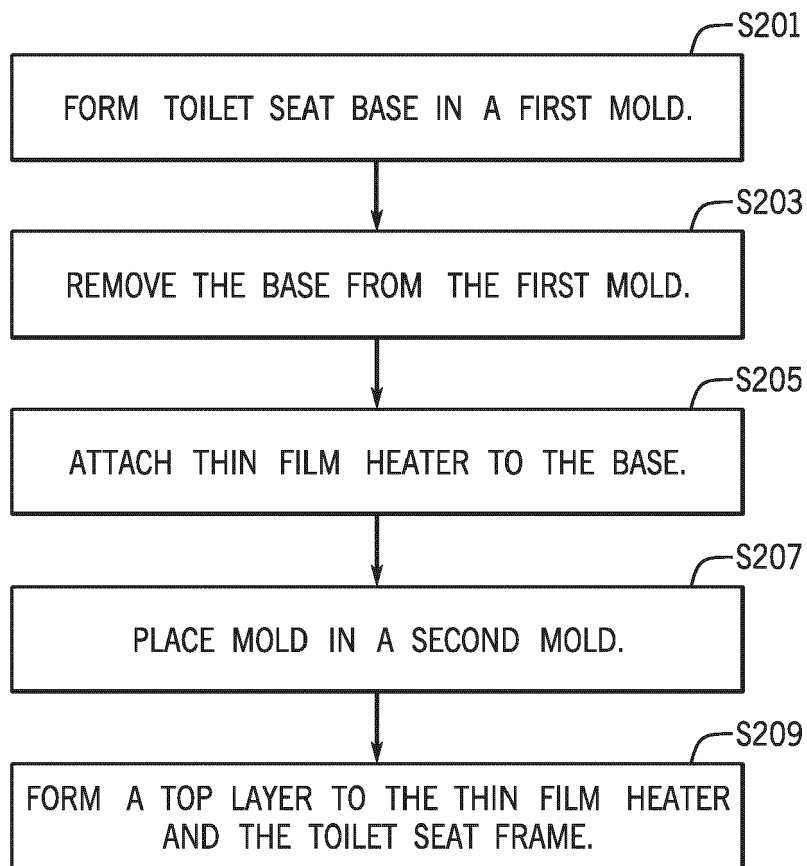 S201
FORM TOILET SEAT BASE IN A FIRST MOLD.
S203
REMOVE THE BASE FROM THE FIRST MOLD.
S205
ATTACH THIN FILM HEATER TO THE BASE.
S207
PLACE MOLD IN A SECOND MOLD.
S209
FORM A TOP LAYER TO THE THIN FILM HEATER
AND THE TOILET SEAT FRAME.